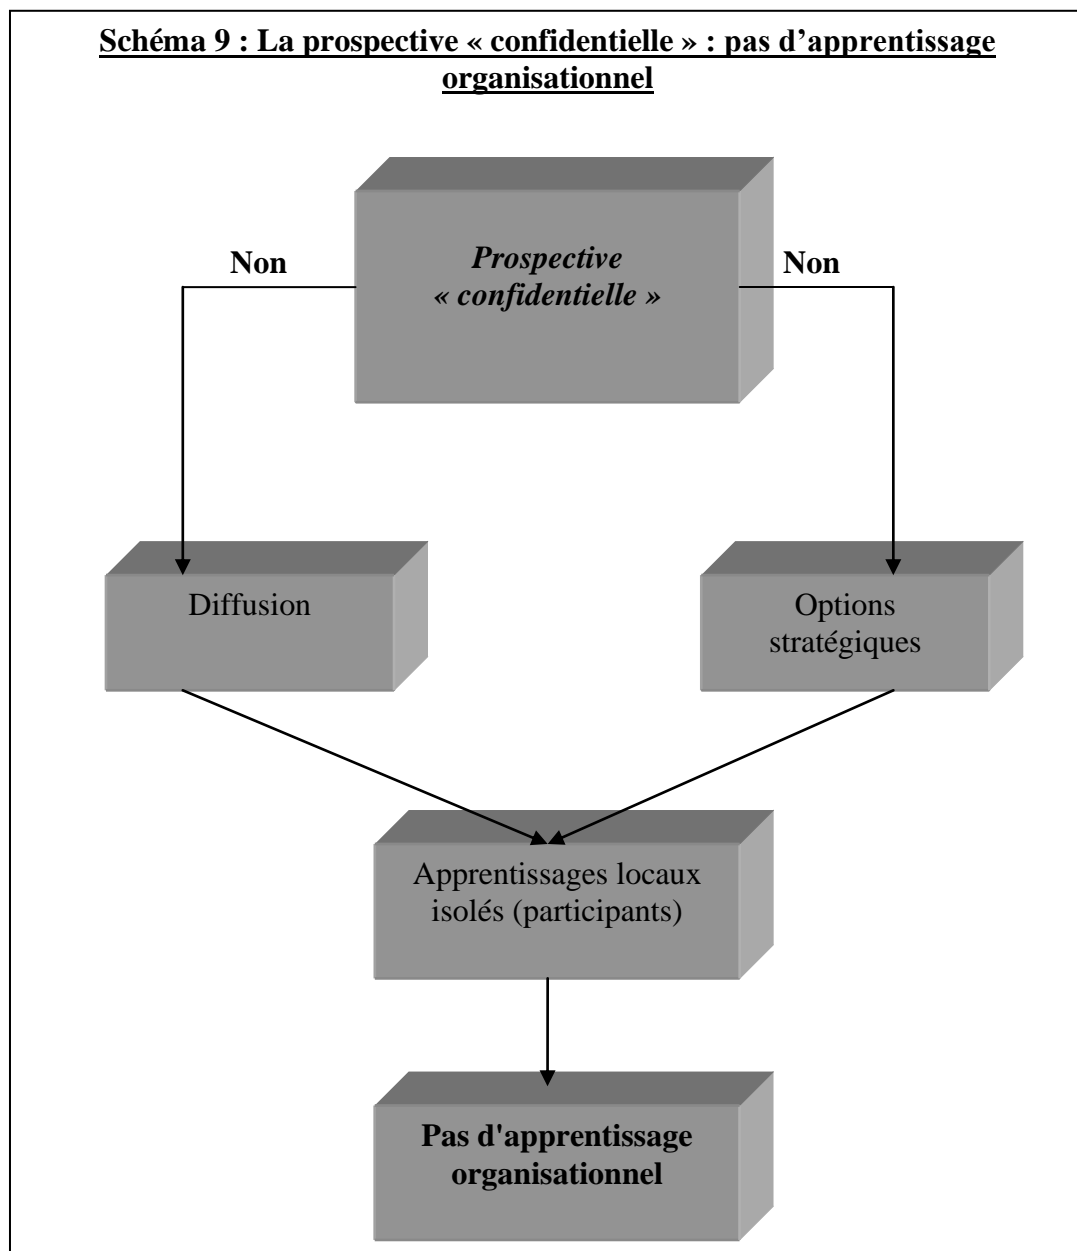 Schéma 9 : La prospective « confidentielle » : pas d’apprentissage
organisationnel
Non
Prospective
« confidentielle »
Non
Diffusion
Options
stratégiques
Apprentissages locaux
isolés (participants)
Pas d'apprentissage
organisationnel